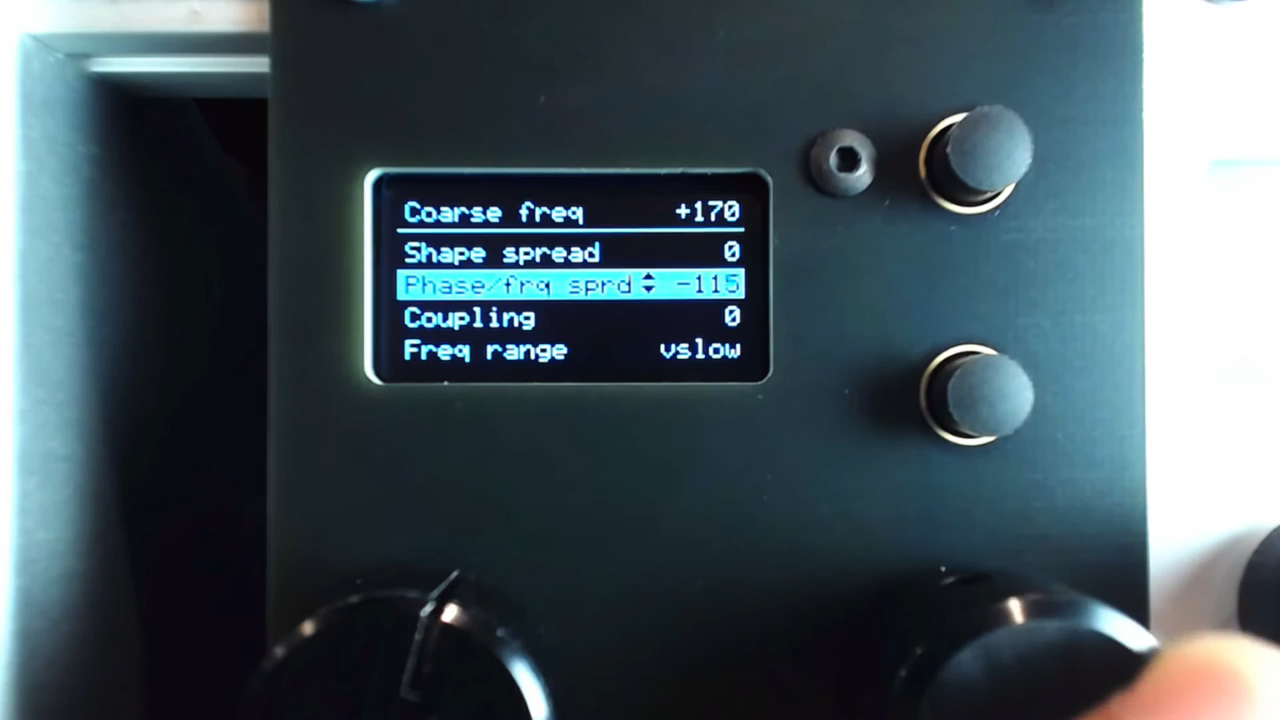 Coarse freq +170
Shape spread 0
Phase/frq sprd -115
Coupling 0
Freq range vslow